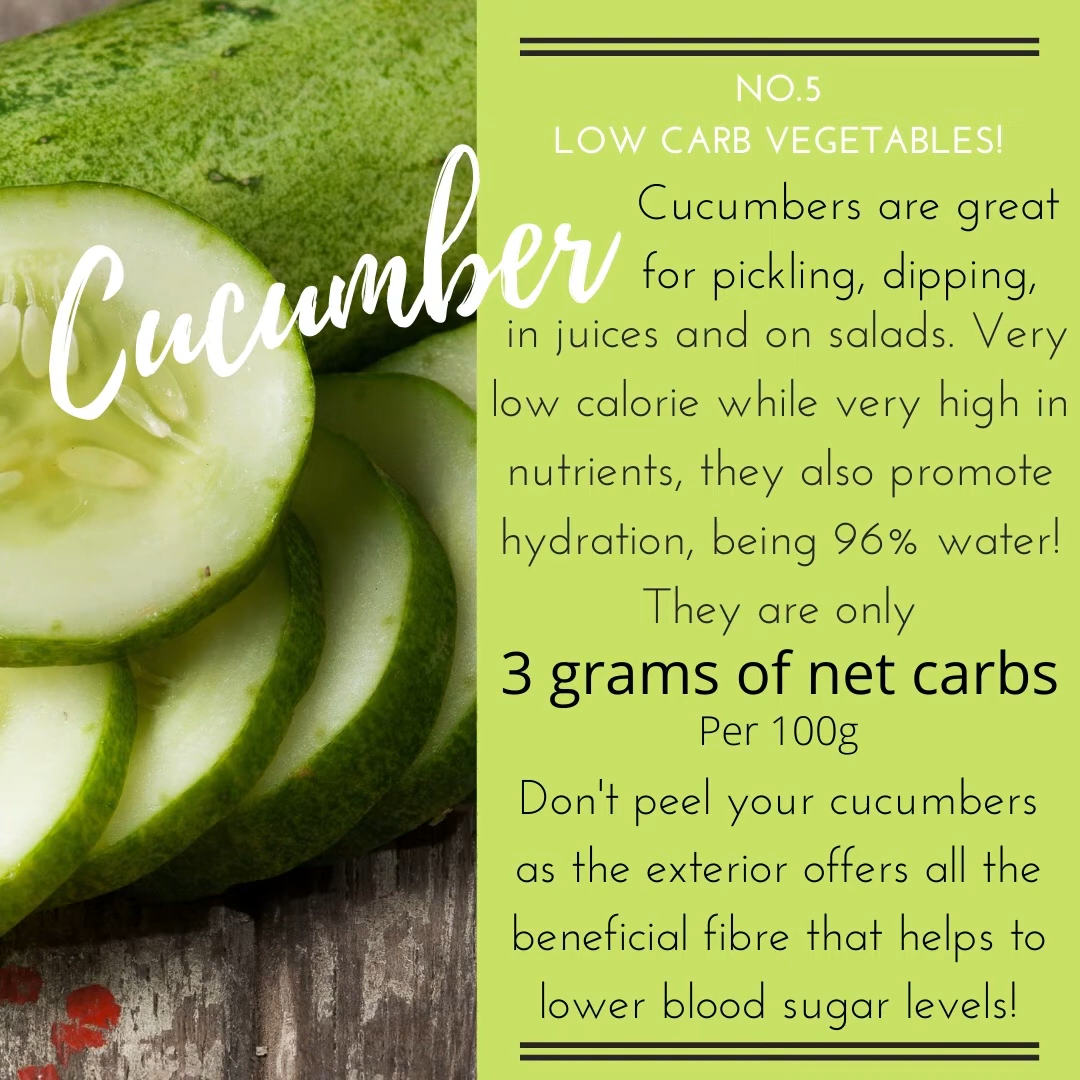 NO.5
LOW CARB VEGETABLES!
Cucumber
Cucumbers are great
for pickling, dipping,
in juices and on salads. Very
low calorie while very high in
nutrients, they also promote
hydration, being 96% water!
They are only
3 grams of net carbs
Per 100g
Don't peel your cucumbers
as the exterior offers all the
beneficial fibre that helps to
lower blood sugar levels!